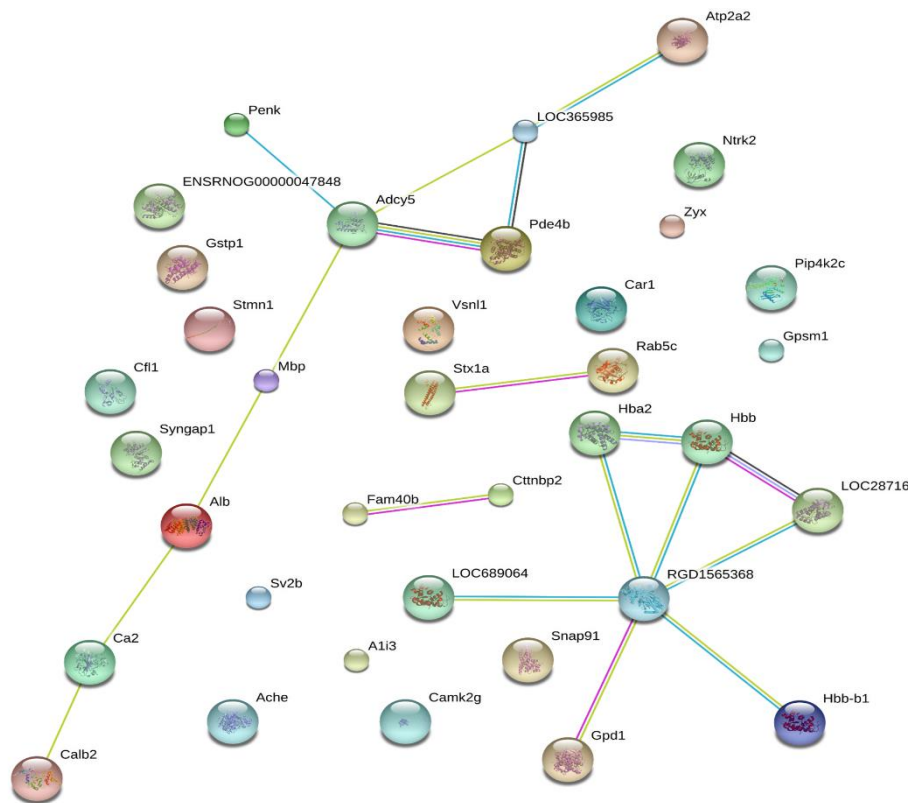 Atp2a2
Penk
LOC365985
Ntrk2
ENSRNOG00000047848
Adcy5
Zyx
Pde4b
Gstp1
Pip4k2c
Car1
Stmn1
Vsnl1
Gpsm1
Rab5c
Mbp
Cfl1
Stx1a
Hba2
Hbb
Syngap1
LOC28716
Cttnbp2
Fam40b
Alb
RGD1565368
LOC689064
Sv2b
Snap91
A1i3
Ca2
Hbb-b1
Ache
Camk2g
Gpd1
Calb2